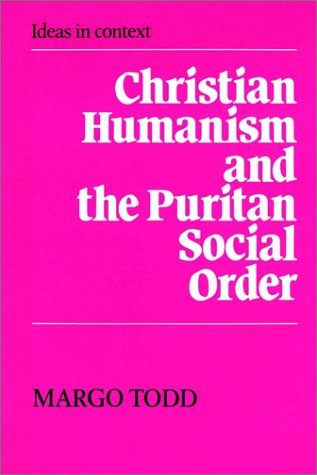 Ideas in context
Christian
Humanism
and
the Puritan
Social
Order
MARGO TODD